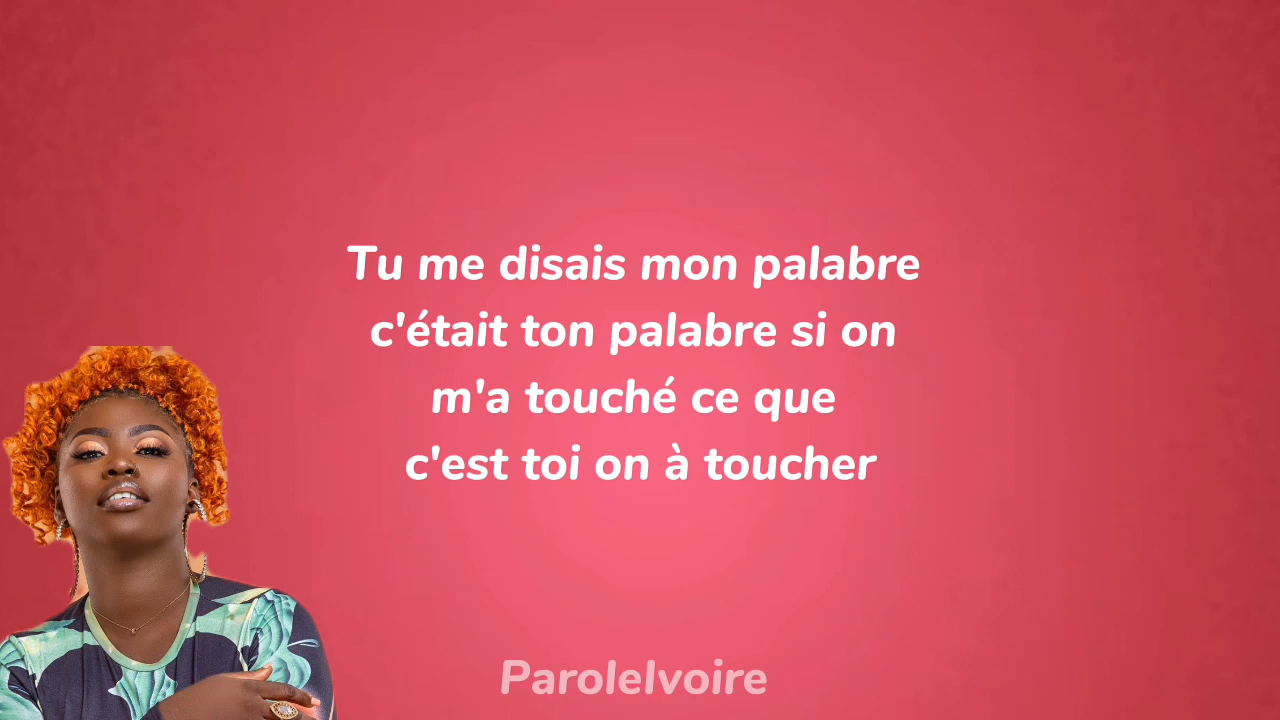 Tu me disais mon palabre
c'était ton palabre si on
m'a touché ce que
c'est toi on à toucher
ParoleIvoire